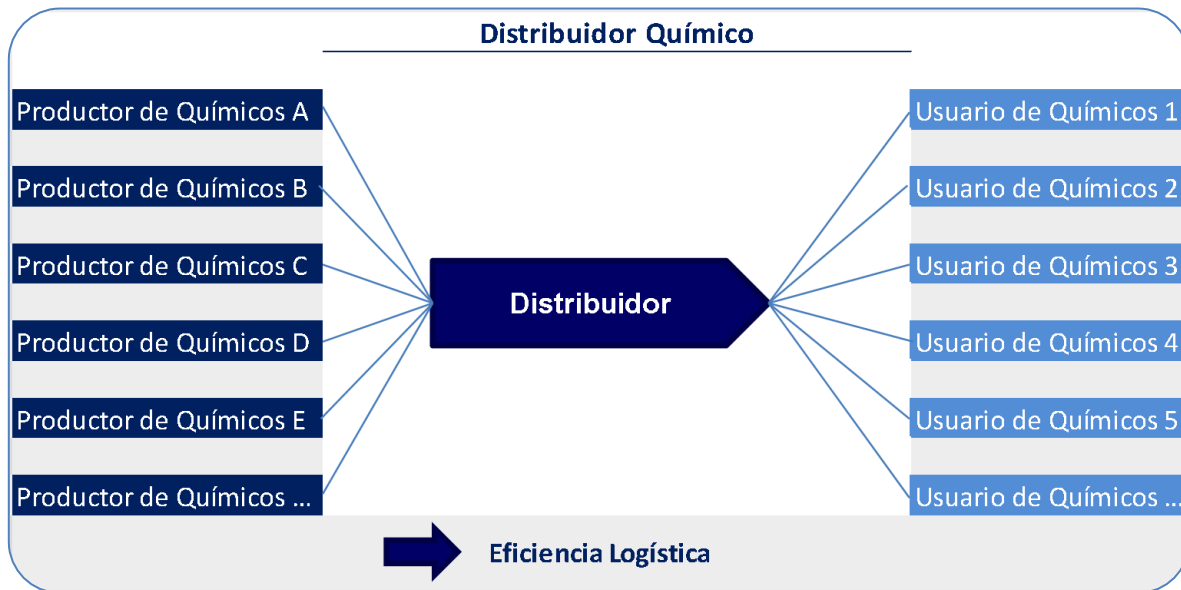 Distribuidor Químico
Productor de Químicos A
Productor de Químicos B
Productor de Químicos C
Productor de Químicos D
Productor de Químicos E
Productor de Químicos ...
Distribuidor
Usuario de Químicos 1
Usuario de Químicos 2
Usuario de Químicos 3
Usuario de Químicos 4
Usuario de Químicos 5
Usuario de Químicos ...
Eficiencia Logística